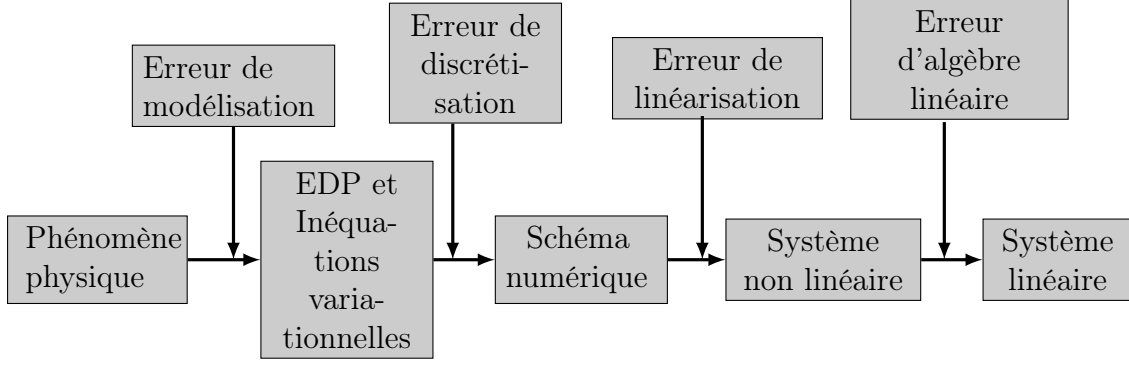 Erreur de
modélisation
Erreur de
discréti-
sation
Erreur de
linéarisation
Erreur
d'algèbre
linéaire
Phénomène
physique
EDP et
Inéqua-
tions
varia-
tionnelles
Schéma
numérique
Système
non linéaire
Système
linéaire